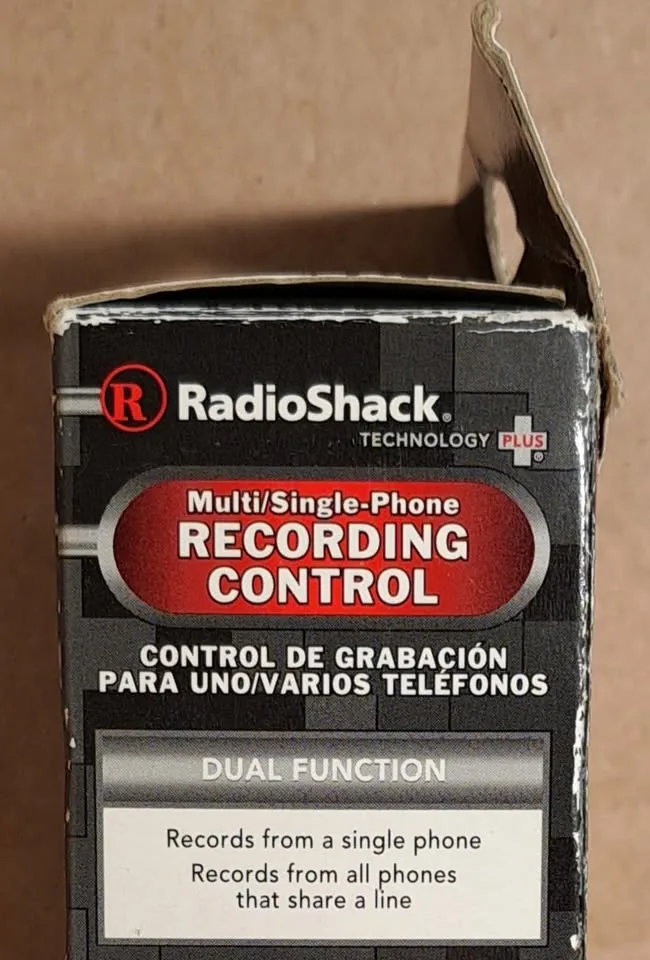 R RadioShack®
TECHNOLOGY PLUS®
Multi/Single-Phone
RECORDING
CONTROL
CONTROL DE GRABACIÓN
PARA UNO/VARIOS TELÉFONOS
DUAL FUNCTION
Records from a single phone
Records from all phones
that share a line